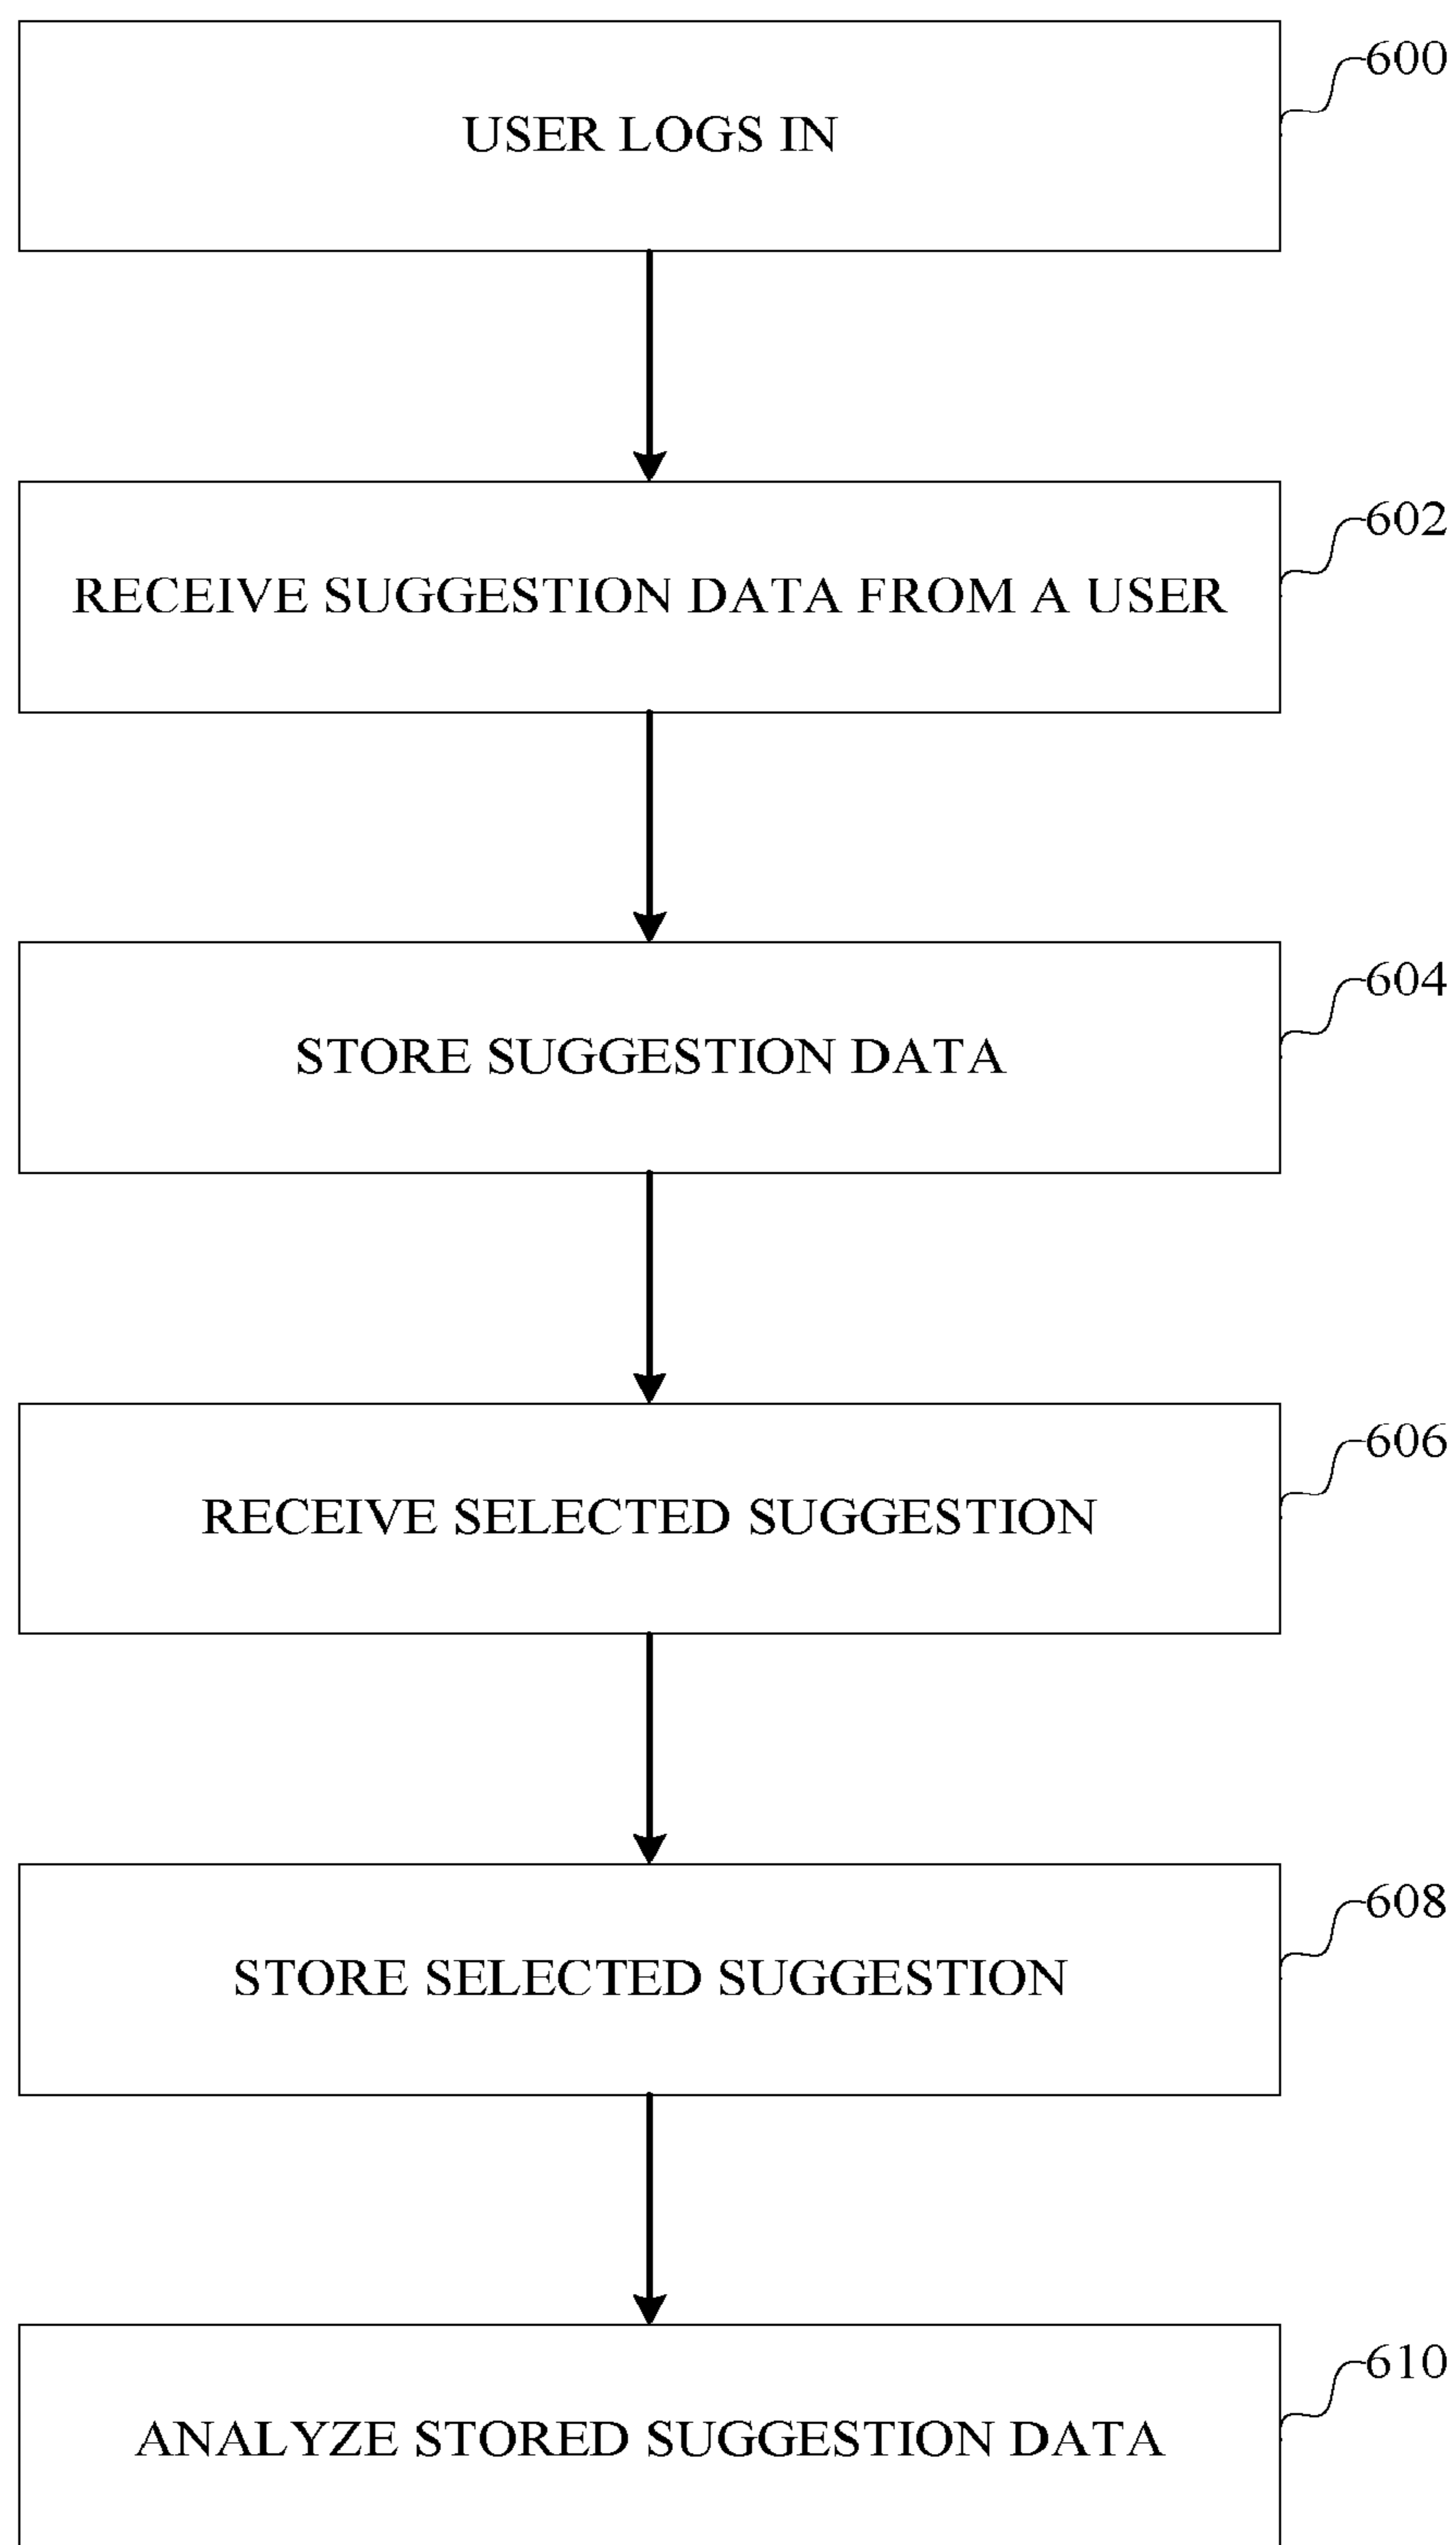 600
USER LOGS IN
602
RECEIVE SUGGESTION DATA FROM A USER
604
STORE SUGGESTION DATA
606
RECEIVE SELECTED SUGGESTION
608
STORE SELECTED SUGGESTION
610
ANALYZE STORED SUGGESTION DATA